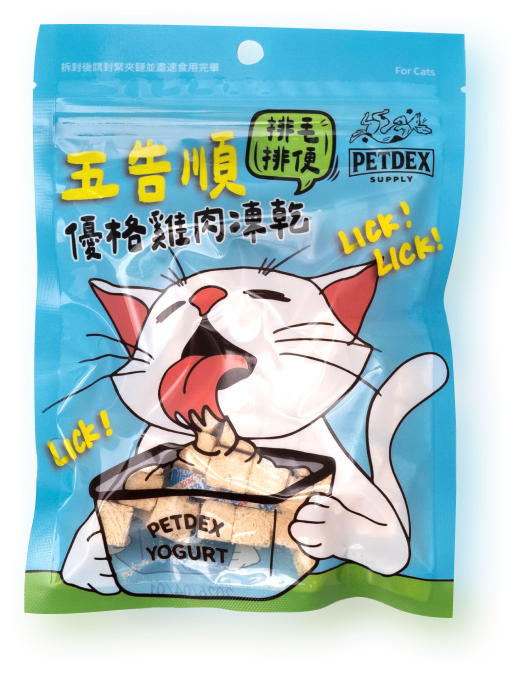 拆封後請封緊夾鏈並盡速食用完畢
For Cats
排毛
排便
五告順
PETDEX
SUPPLY
優格雞肉凍乾
LICK!
LICK!
LICK!
PETDEX
YOGURT